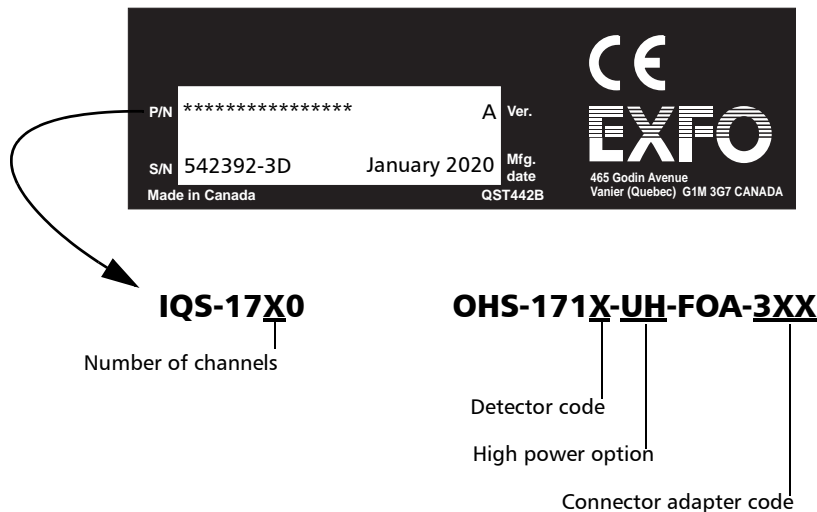 CE
P/N *************** A Ver.
EXFO
S/N 542392-3D January 2020 Mfg. date
465 Godin Avenue
Vanier (Quebec) G1M 3G7 CANADA
Made in Canada QST442B
IQS-17X0 OHS-171X-UH-FOA-3XX
Number of channels
Detector code
High power option
Connector adapter code